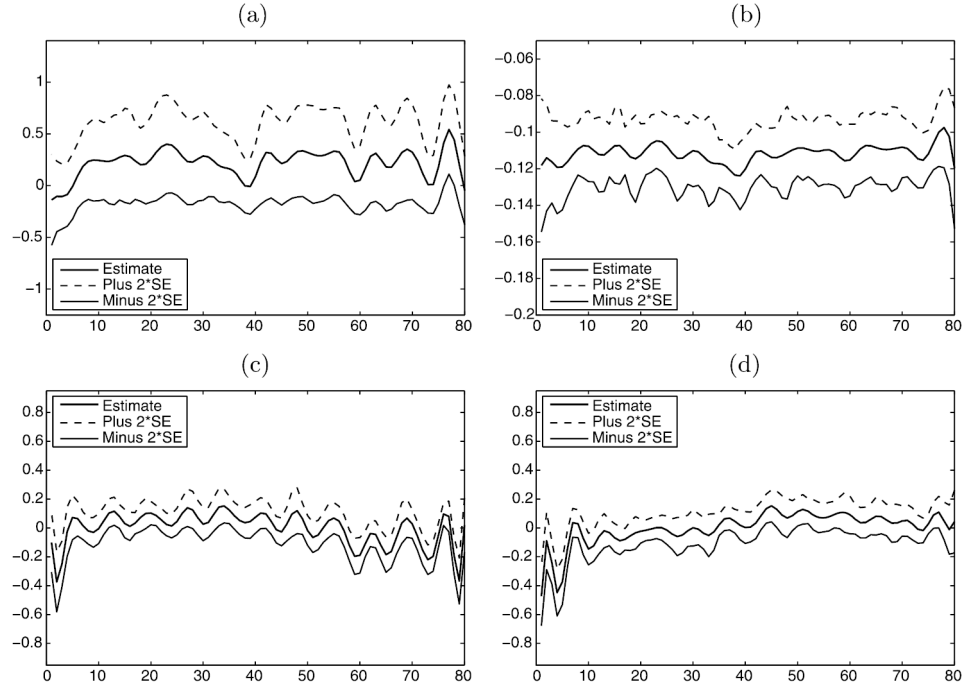 (a)
1
0.5
0
−0.5
−1
Estimate
Plus 2*SE
Minus 2*SE
0 10 20 30 40 50 60 70 80
(b)
−0.06
−0.08
−0.1
−0.12
−0.14
−0.16
−0.18
−0.2
Estimate
Plus 2*SE
Minus 2*SE
0 10 20 30 40 50 60 70 80
(c)
0.8
0.6
0.4
0.2
0
−0.2
−0.4
−0.6
−0.8
Estimate
Plus 2*SE
Minus 2*SE
0 10 20 30 40 50 60 70 80
(d)
0.8
0.6
0.4
0.2
0
−0.2
−0.4
−0.6
−0.8
Estimate
Plus 2*SE
Minus 2*SE
0 10 20 30 40 50 60 70 80